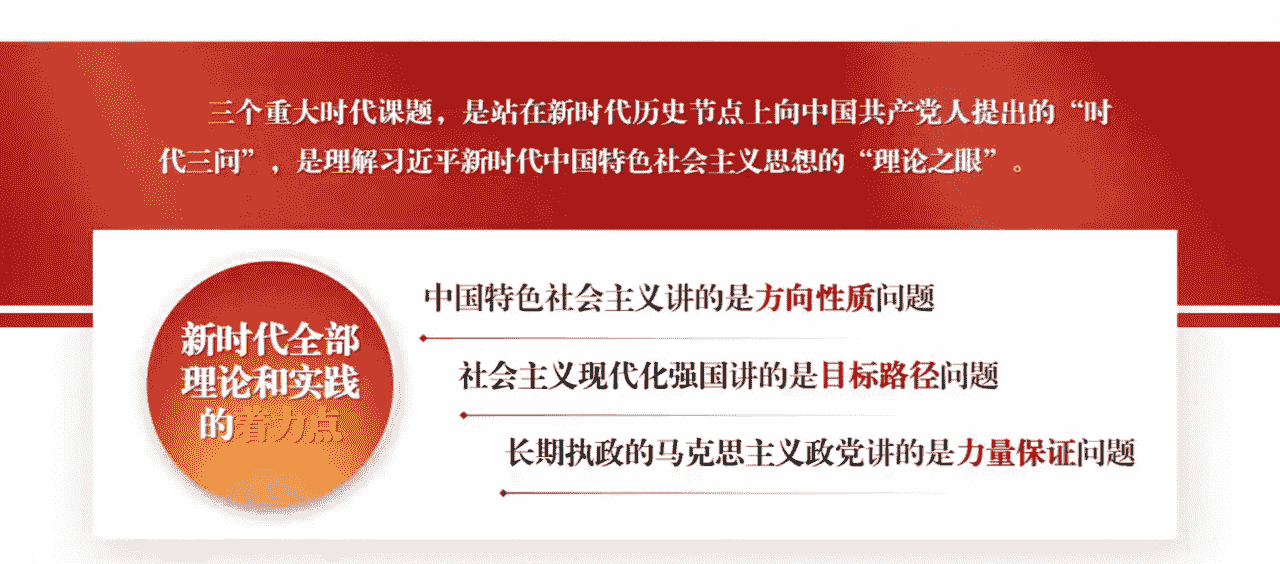 三个重大时代课题，是站在新时代历史节点上向中国共产党人提出的“时
代三问”，是理解习近平新时代中国特色社会主义思想的“理论之眼”。
新时代全部
理论和实践
的着力点
中国特色社会主义讲的是方向性质问题
社会主义现代化强国讲的是目标路径问题
长期执政的马克思主义政党讲的是力量保证问题